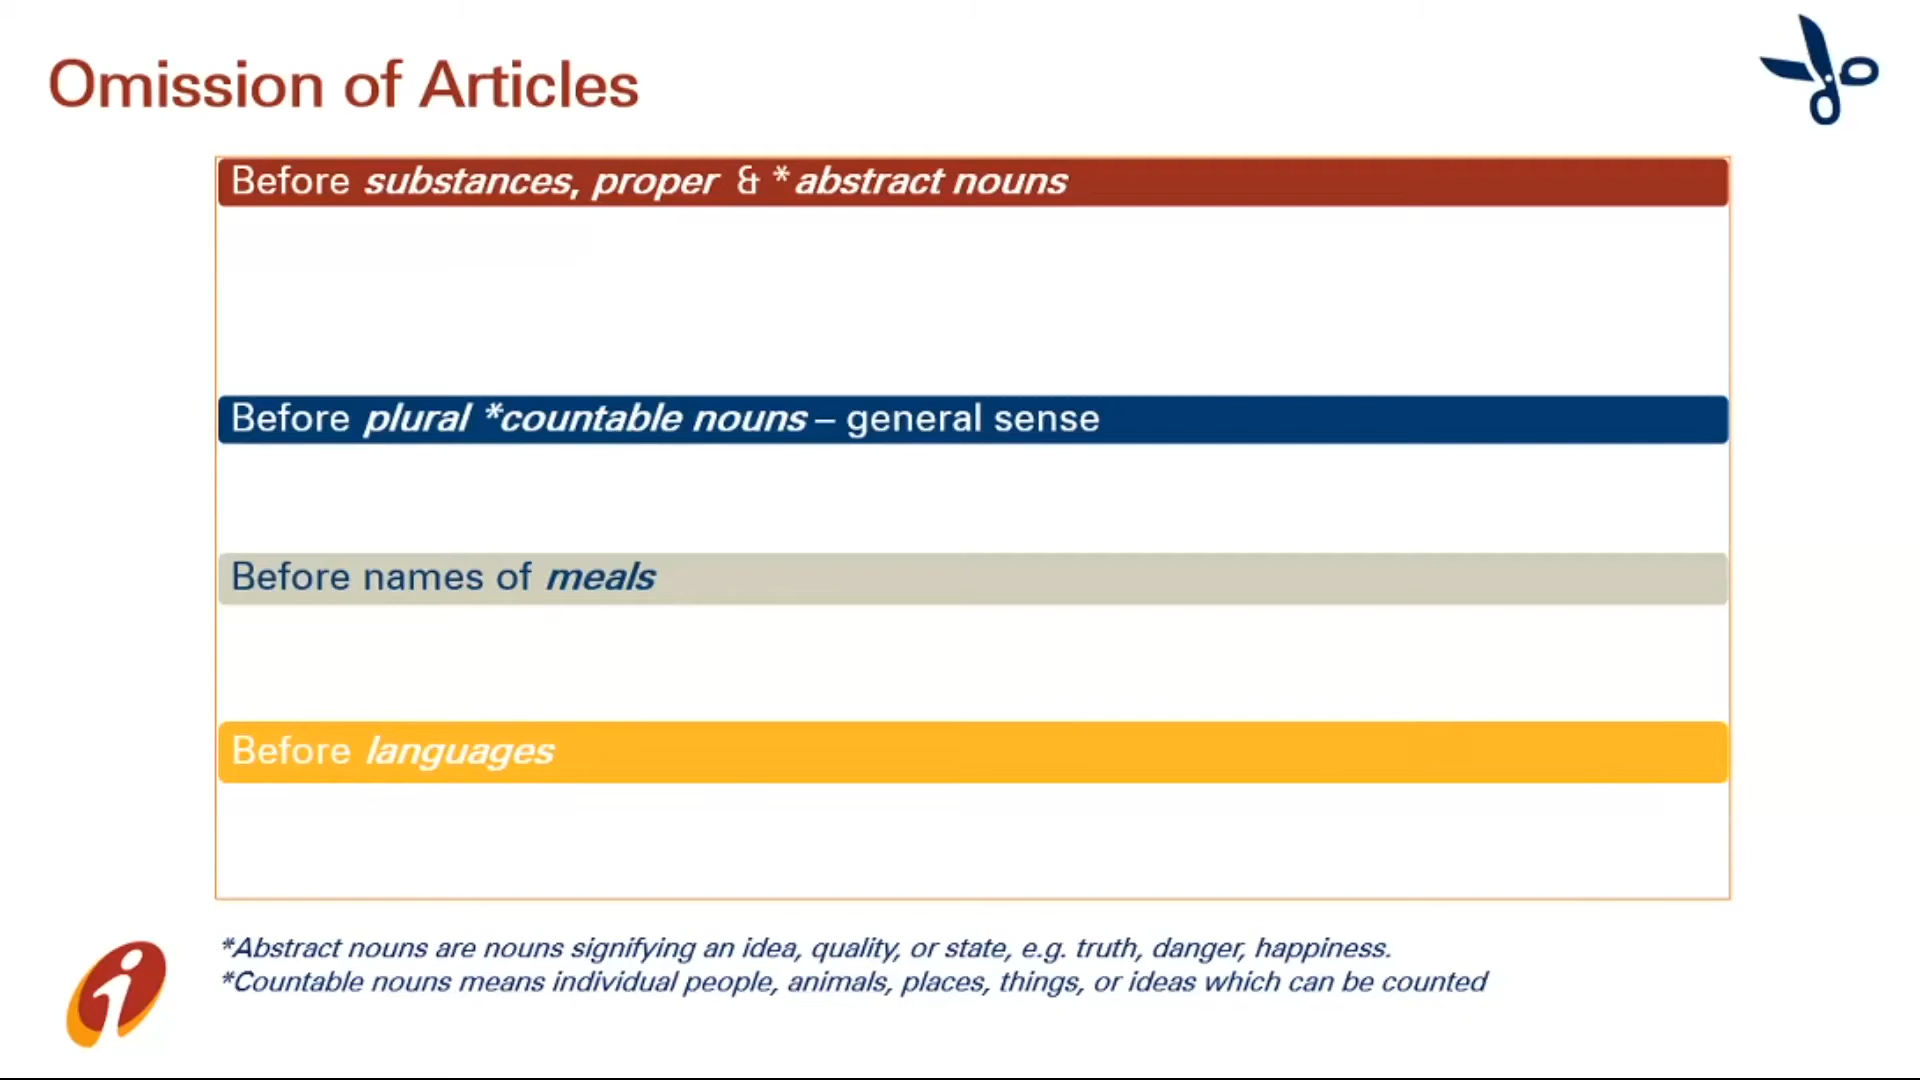 Omission of Articles
Before substances, proper & *abstract nouns
Before plural *countable nouns – general sense
Before names of meals
Before languages
*Abstract nouns are nouns signifying an idea, quality, or state, e.g. truth, danger, happiness.
*Countable nouns means individual people, animals, places, things, or ideas which can be counted